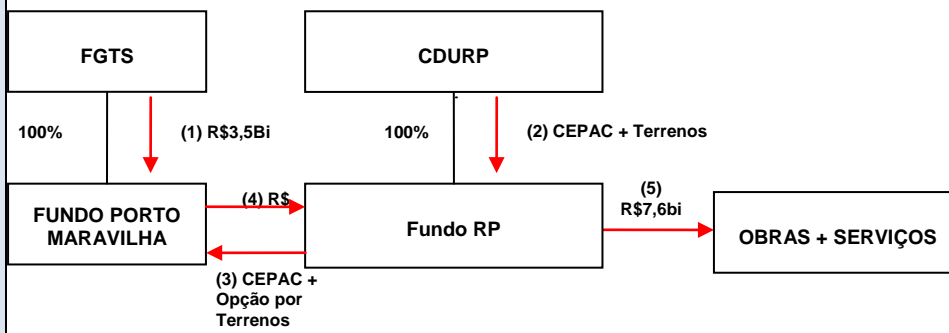 FGTS
CDURP
100%
(1) R$3,5Bi
100%
(2) CEPAC + Terrenos
FUNDO PORTO
MARAVILHA
(4) R$
Fundo RP
(5)
R$7,6bi
OBRAS + SERVIÇOS
(3) CEPAC +
Opção por
Terrenos